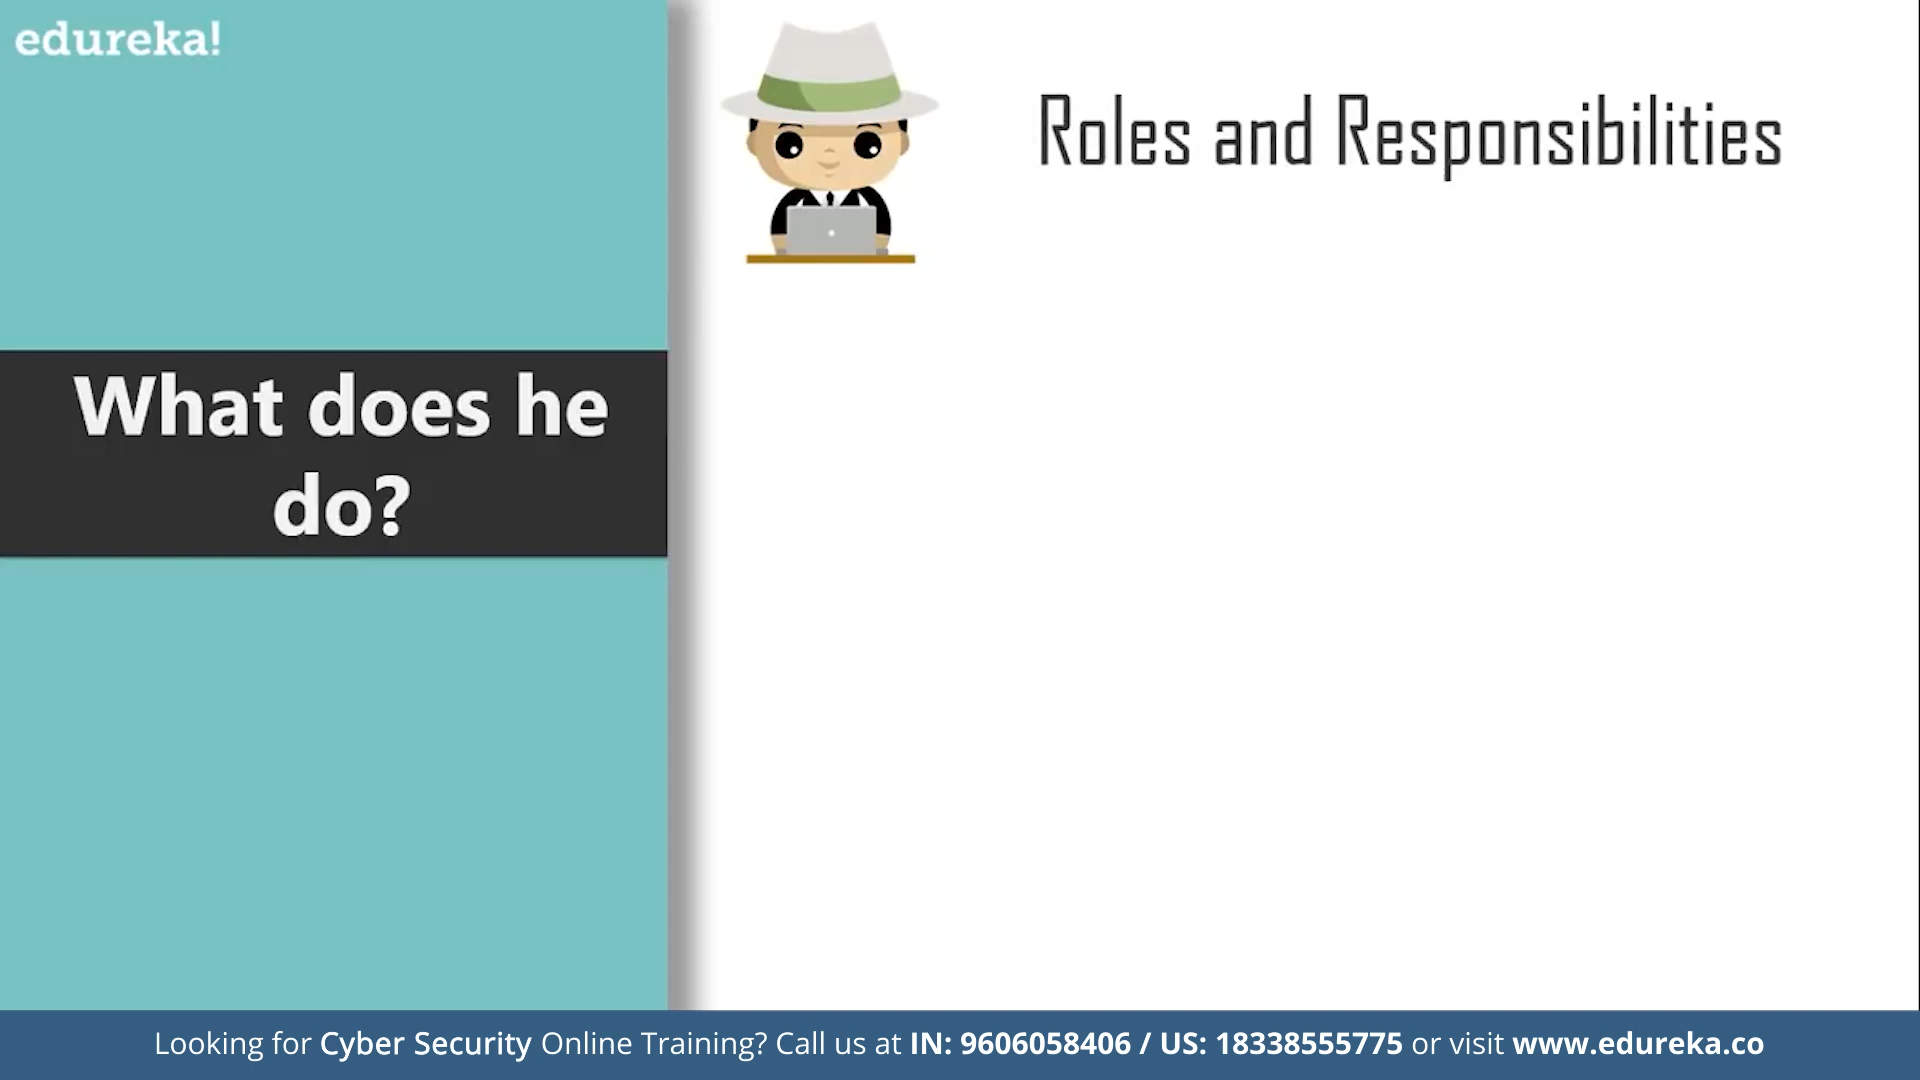 edureka!
What does he
do?
Roles and Responsibilities
Looking for Cyber Security Online Training? Call us at IN: 9606058406 / US: 18338555775 or visit www.edureka.co